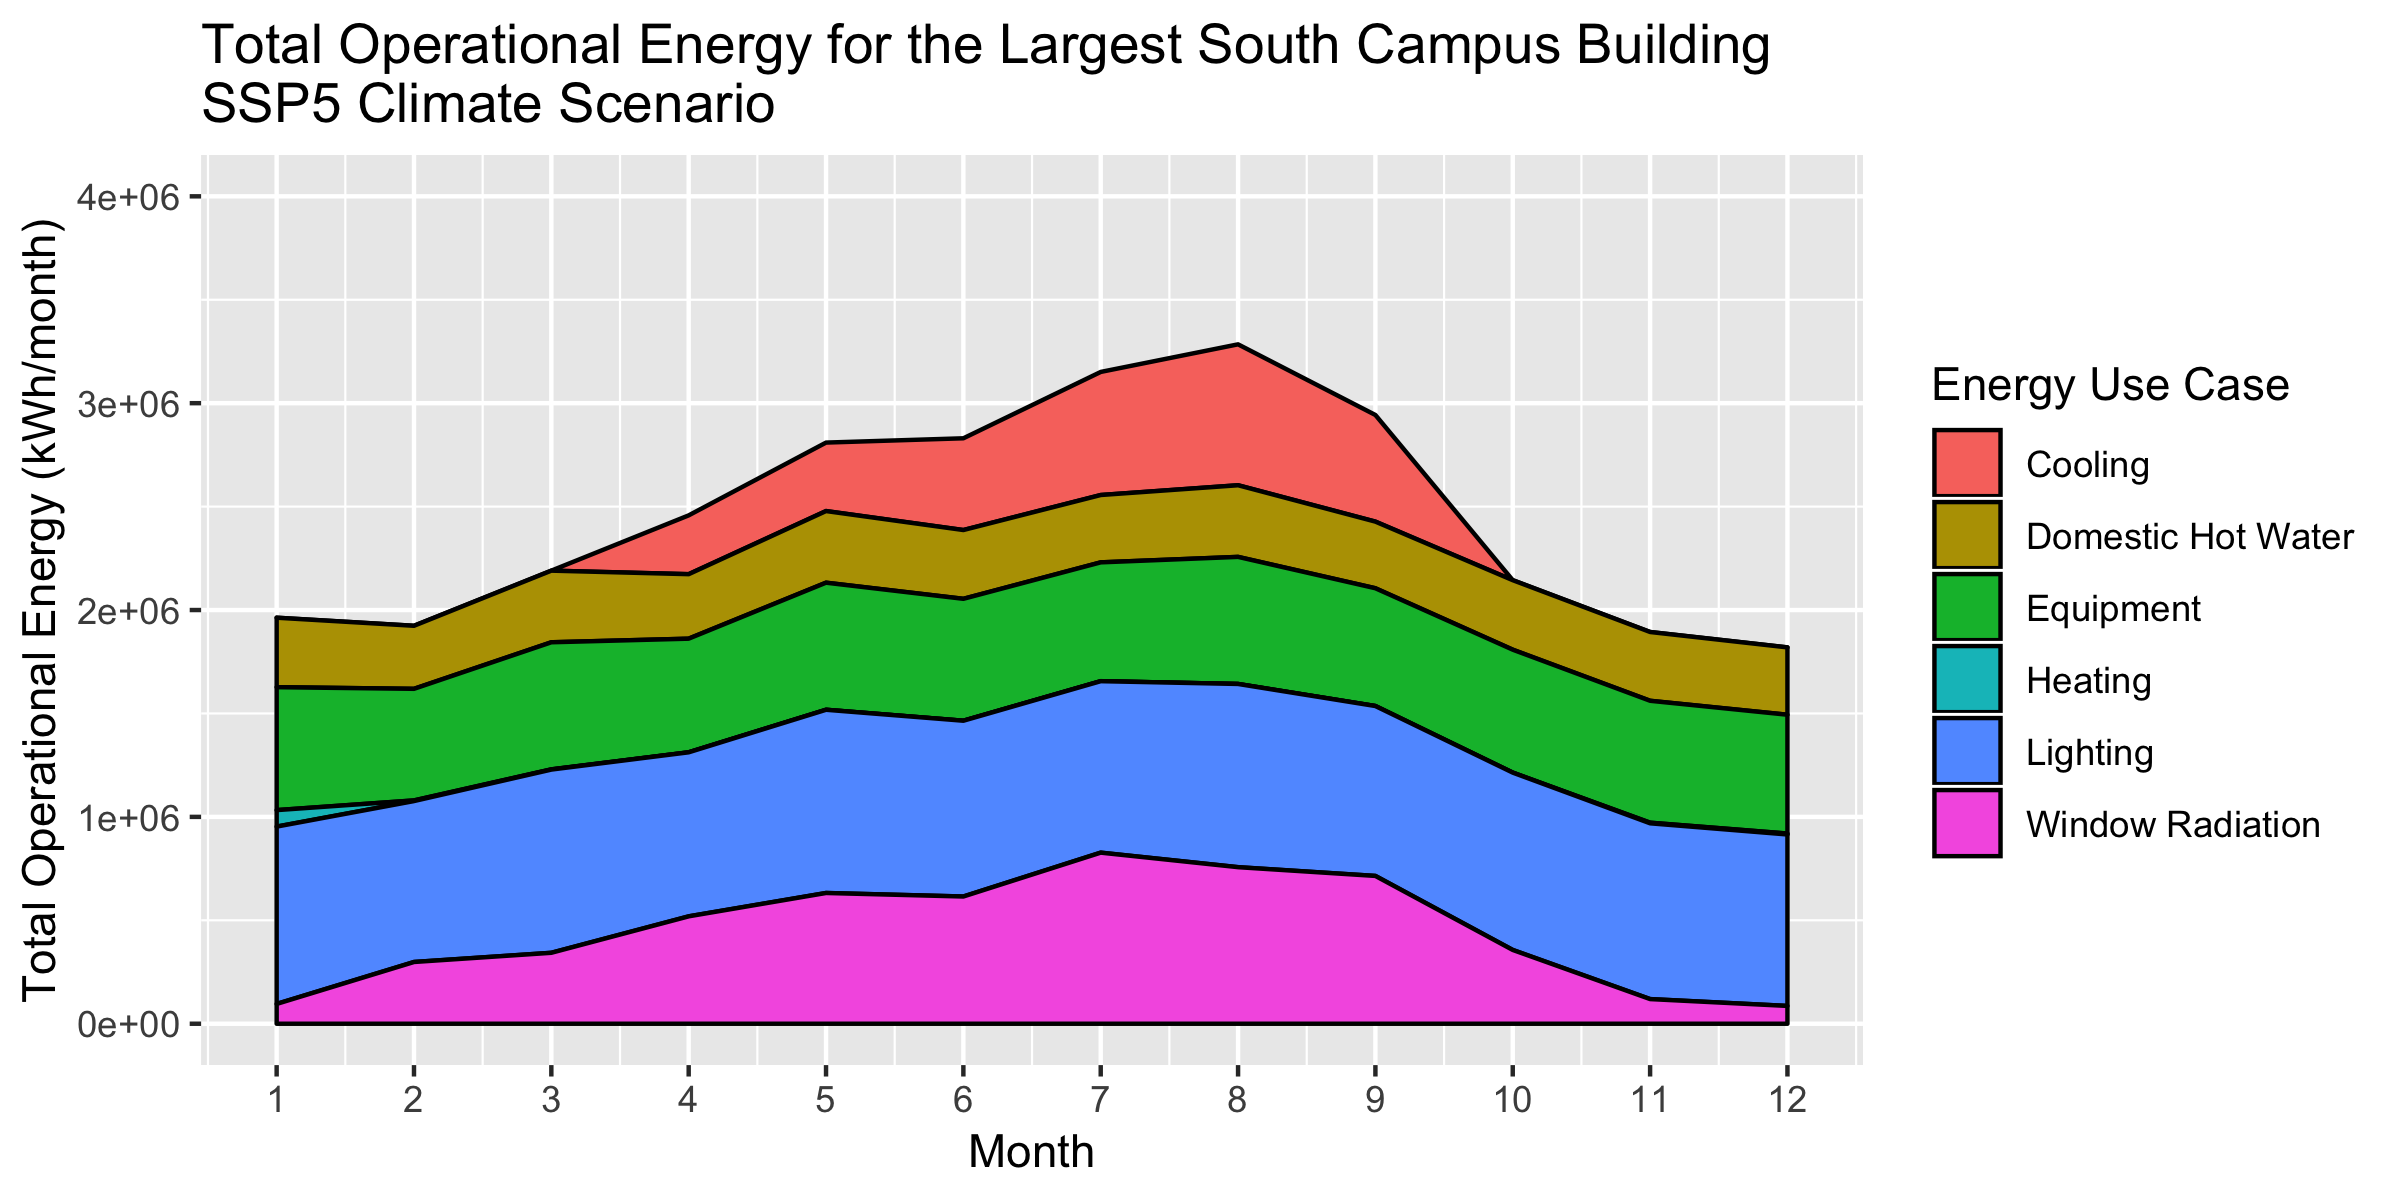 Total Operational Energy for the Largest South Campus Building
SSP5 Climate Scenario
Total Operational Energy (kWh/month)
4e+06
3e+06
2e+06
1e+06
0e+00
1 2 3 4 5 6 7 8 9 10 11 12
Month
Energy Use Case
Cooling
Domestic Hot Water
Equipment
Heating
Lighting
Window Radiation